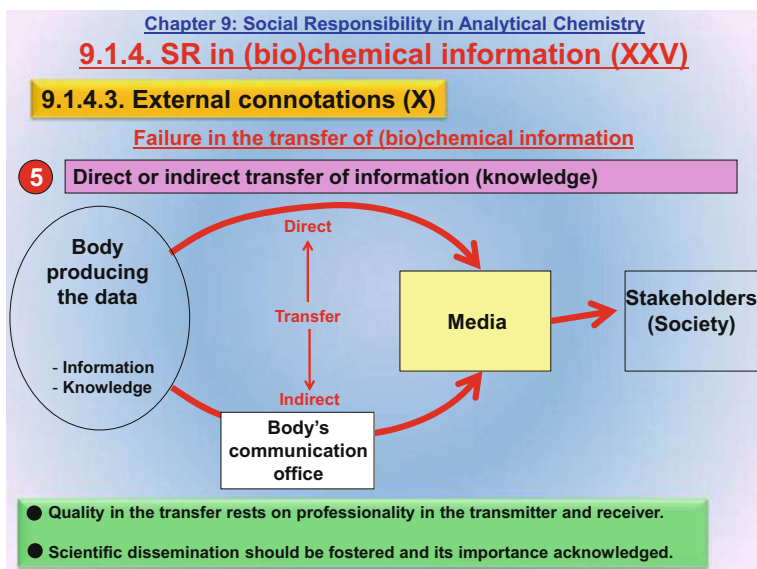 Chapter 9: Social Responsibility in Analytical Chemistry
9.1.4. SR in (bio)chemical information (XXV)
9.1.4.3. External connotations (X)
Failure in the transfer of (bio)chemical information
5
Direct or indirect transfer of information (knowledge)
Body
producing
the data
- Information
- Knowledge
Direct
Transfer
Indirect
Body's
communication
office
Media
Stakeholders
(Society)
● Quality in the transfer rests on professionality in the transmitter and receiver.
● Scientific dissemination should be fostered and its importance acknowledged.